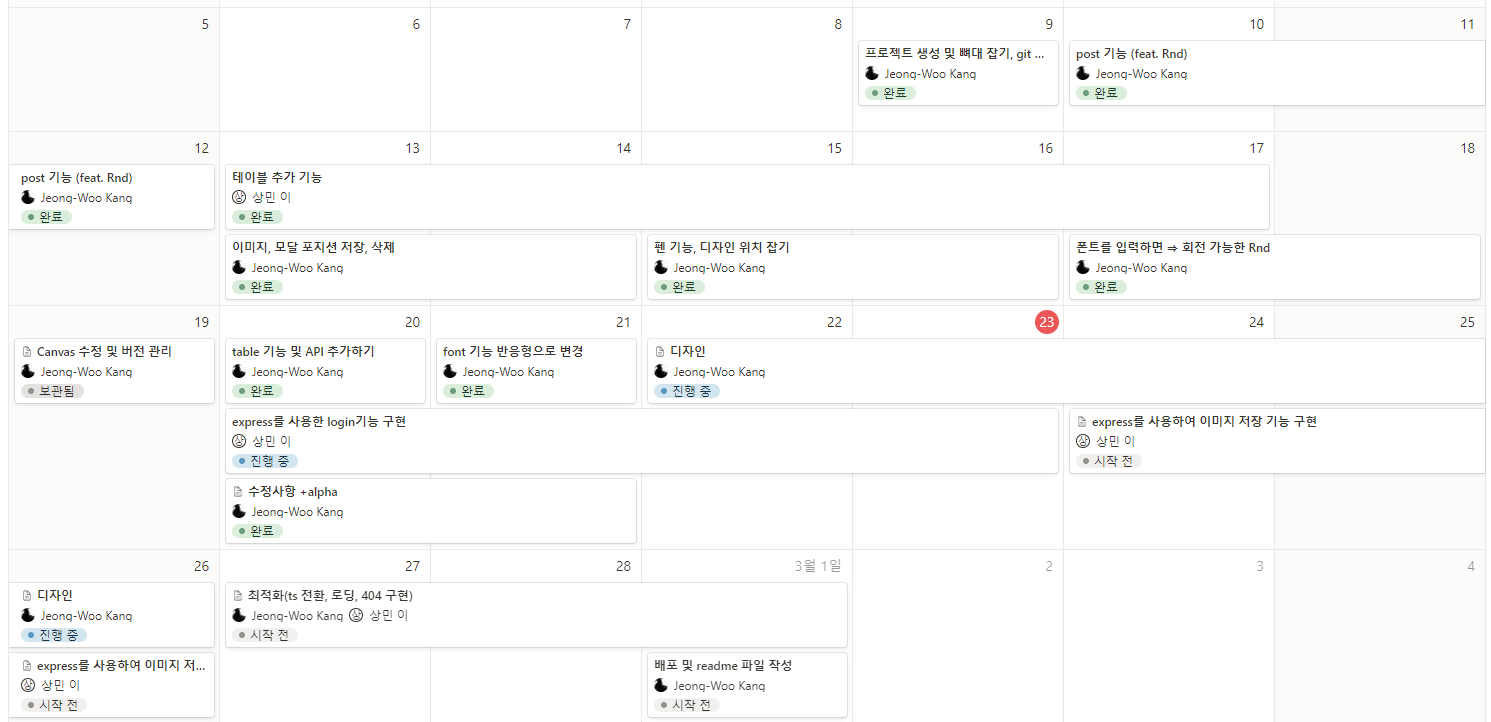 5 6 7 8 9 10 11
프로젝트 생성 및 뼈대 잡기, git ...
Jeong-Woo Kang
완료
post 기능 (feat. Rnd)
Jeong-Woo Kang
완료
12 13 14 15 16 17 18
post 기능 (feat. Rnd)
Jeong-Woo Kang
완료
테이블 추가 기능
상 상민 이
완료
이미지, 모달 포지션 저장, 삭제
Jeong-Woo Kang
완료
펜 기능, 디자인 위치 잡기
Jeong-Woo Kang
완료
폰트를 입력하면 ⇒ 회전 가능한 Rnd
Jeong-Woo Kang
완료
19 20 21 22 23 24 25
Canvas 수정 및 버전 관리
Jeong-Woo Kang
보관됨
table 기능 및 API 추가하기
Jeong-Woo Kang
완료
font 기능 반응형으로 변경
Jeong-Woo Kang
완료
디자인
Jeong-Woo Kang
진행 중
express를 사용한 login기능 구현
상 상민 이
진행 중
express를 사용하여 이미지 저장 기능 구현
상 상민 이
시작 전
수정사항 +alpha
Jeong-Woo Kang
완료
26 27 28 3월 1일 2 3 4
디자인
Jeong-Woo Kang
진행 중
최적화(ts 전환, 로딩, 404 구현)
Jeong-Woo Kang 상 상민 이
시작 전
express를 사용하여 이미지 저...
상 상민 이
시작 전
배포 및 readme 파일 작성
Jeong-Woo Kang
시작 전